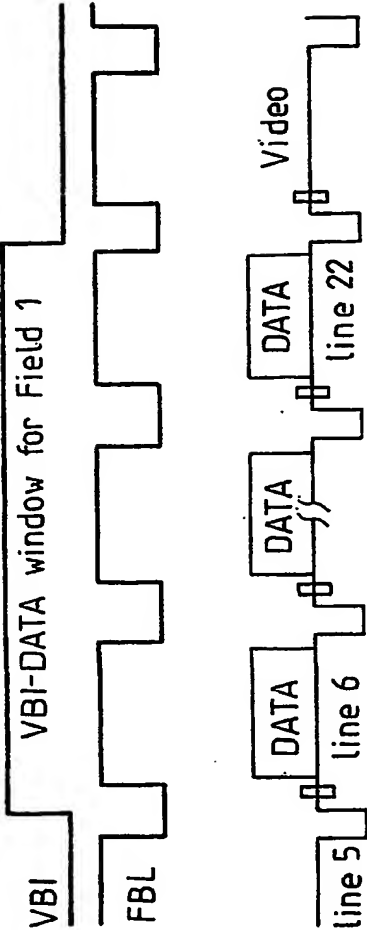 VBI
VBI-DATA window for Field 1
FBL
DATA
DATA
DATA
Video
line 5
line 6
line 22